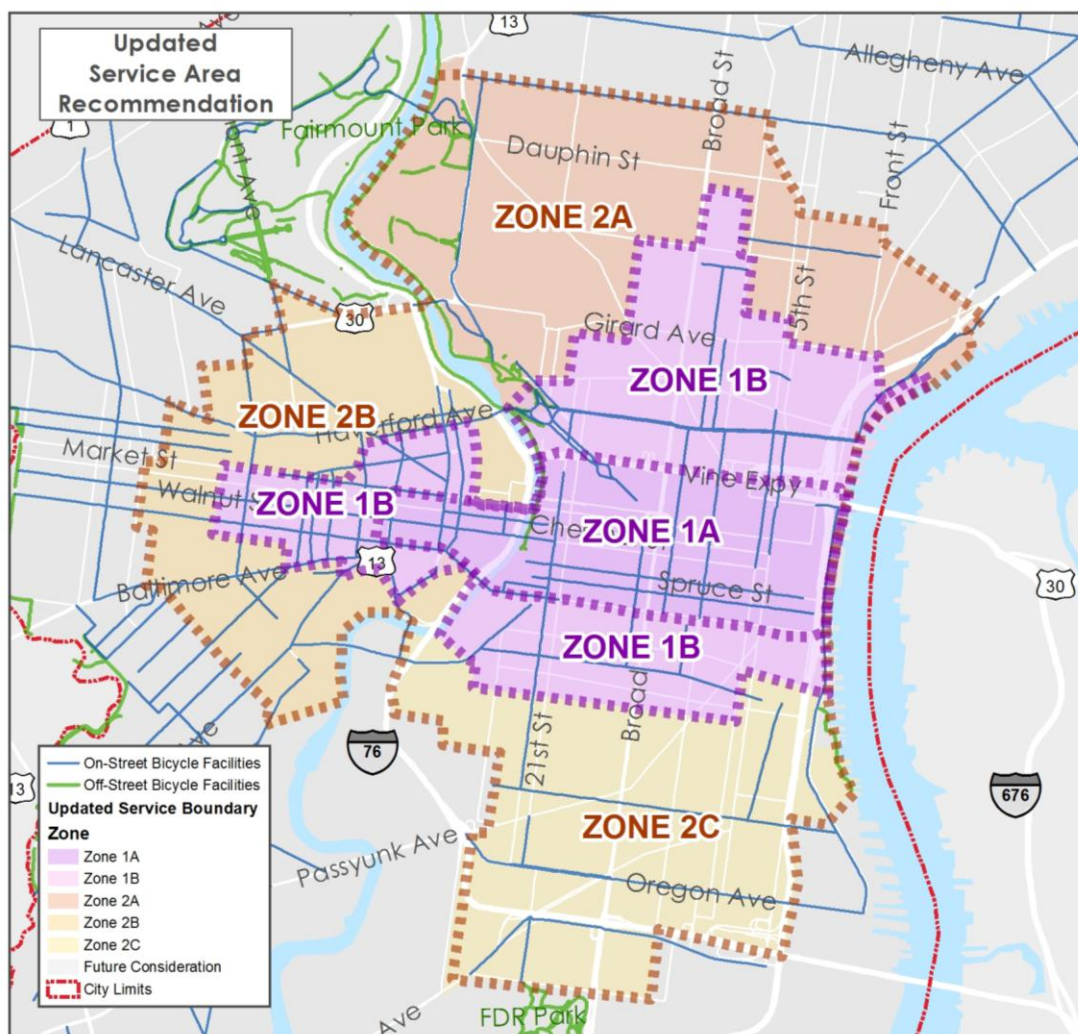 Updated
Service Area
Recommendation
13
Broad St
Allegheny Ave
1
Fairmount Park
Dauphin St
Front St
ZONE 2A
Lancaster Ave
5th St
30
Girard Ave
ZONE 1B
ZONE 2B
Haverford Ave
Market St
Vine Expy
Walnut S
ZONE 1B
ZONE 1A
13
Baltimore Ave
Spruce St
30
ZONE 1B
Broad
21st St
76
676
ZONE 2C
Passyunk Ave
Oregon Ave
Ave
13
On-Street Bicycle Facilities
Off-Street Bicycle Facilities
Updated Service Boundary
Zone
Zone 1A
Zone 1B
Zone 2A
Zone 2B
Zone 2C
Future Consideration
City Limits
Ave
FDR Park